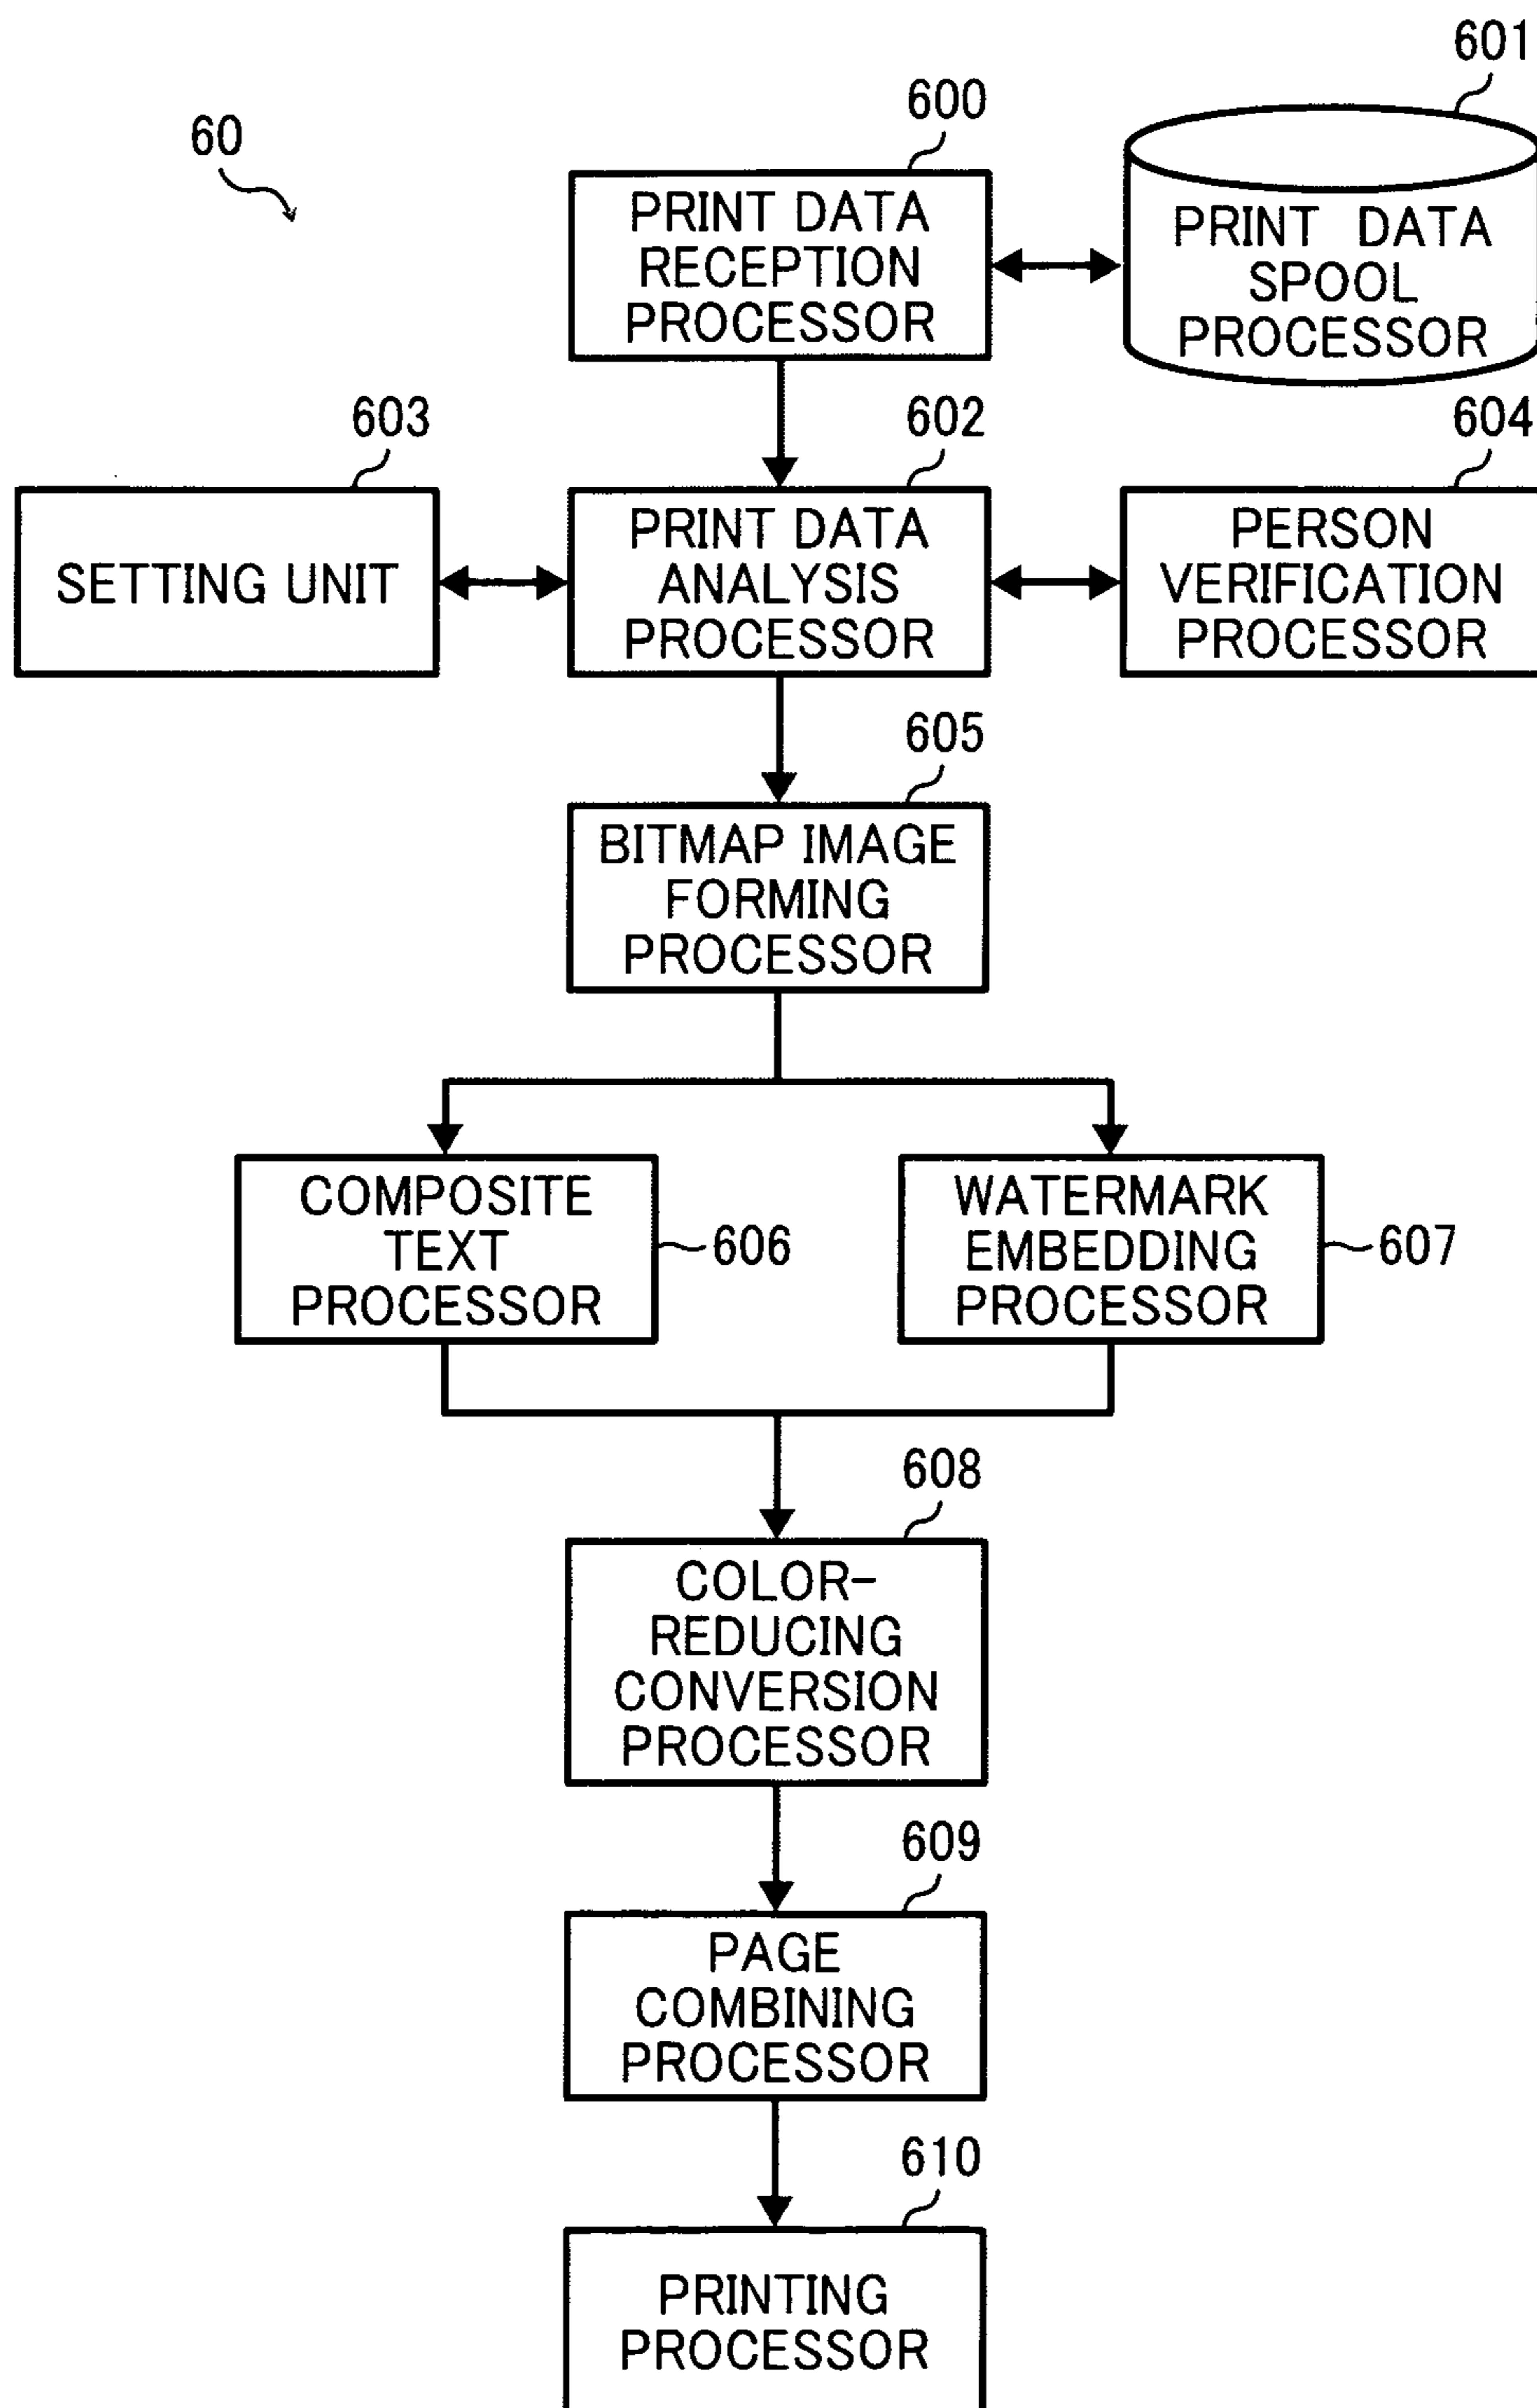 601
600
60
PRINT DATA
RECEPTION
PROCESSOR
PRINT DATA
SPOOL
PROCESSOR
603
602
604
SETTING UNIT
PRINT DATA
ANALYSIS
PROCESSOR
PERSON
VERIFICATION
PROCESSOR
605
BITMAP IMAGE
FORMING
PROCESSOR
COMPOSITE
TEXT
PROCESSOR
606
WATERMARK
EMBEDDING
PROCESSOR
607
608
COLOR-
REDUCING
CONVERSION
PROCESSOR
609
PAGE
COMBINING
PROCESSOR
610
PRINTING
PROCESSOR